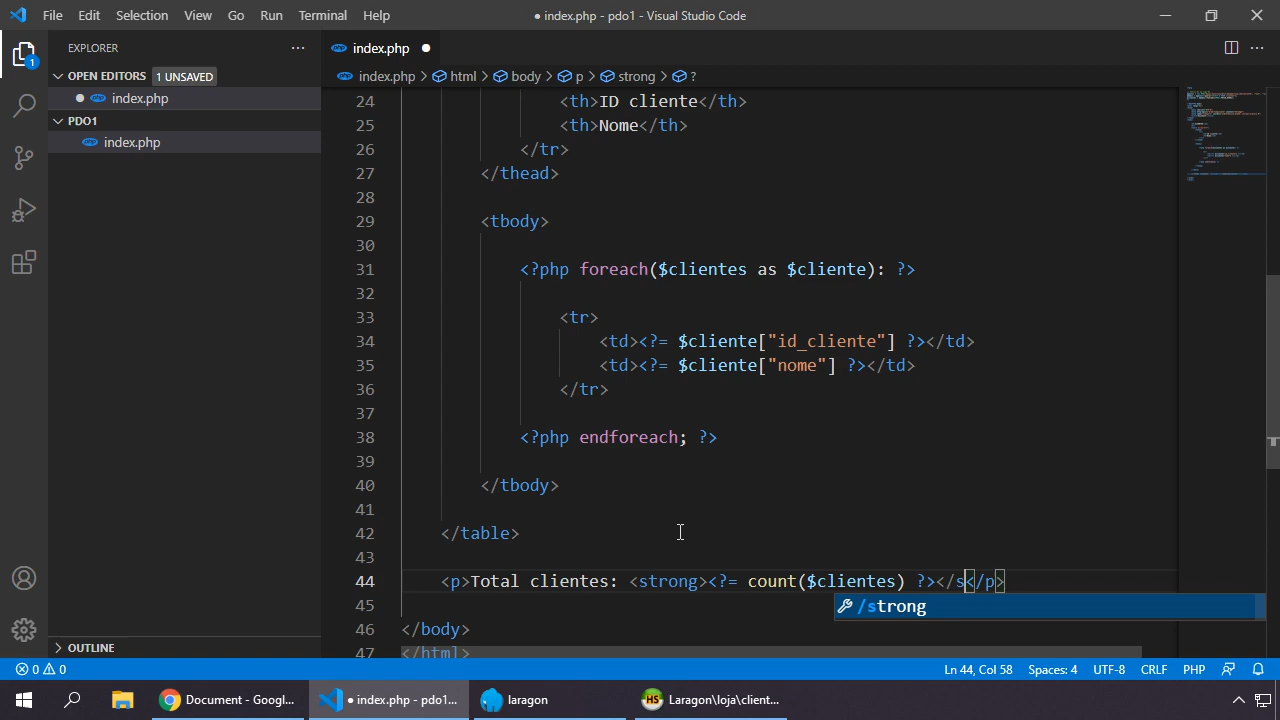 File Edit Selection View Go Run Terminal Help
● index.php - pdo1 - Visual Studio Code
EXPLORER
index.php
OPEN EDITORS 1 UNSAVED
index.php > html > body > p > strong > ?
index.php
PDO1
index.php
1
24 <th>ID cliente</th>
25 <th>Nome</th>
26 </tr>
27 </thead>
28
29 <tbody>
30
31 <?php foreach($clientes as $cliente): ?>
32
33 <tr>
34 <td><?= $cliente["id_cliente"] ?></td>
35 <td><?= $cliente["nome"] ?></td>
36 </tr>
37
38 <?php endforeach; ?>
39
40 </tbody>
41
42 </table>
43
44 <p>Total clientes: <strong><?= count($clientes) ?></s</p>
/strong
45
46 </body>
47 </html>
OUTLINE
0 0
Ln 44, Col 58 Spaces: 4 UTF-8 CRLF PHP
Document - Googl...
● index.php - pdo1...
laragon
HS
Laragon\loja\client...